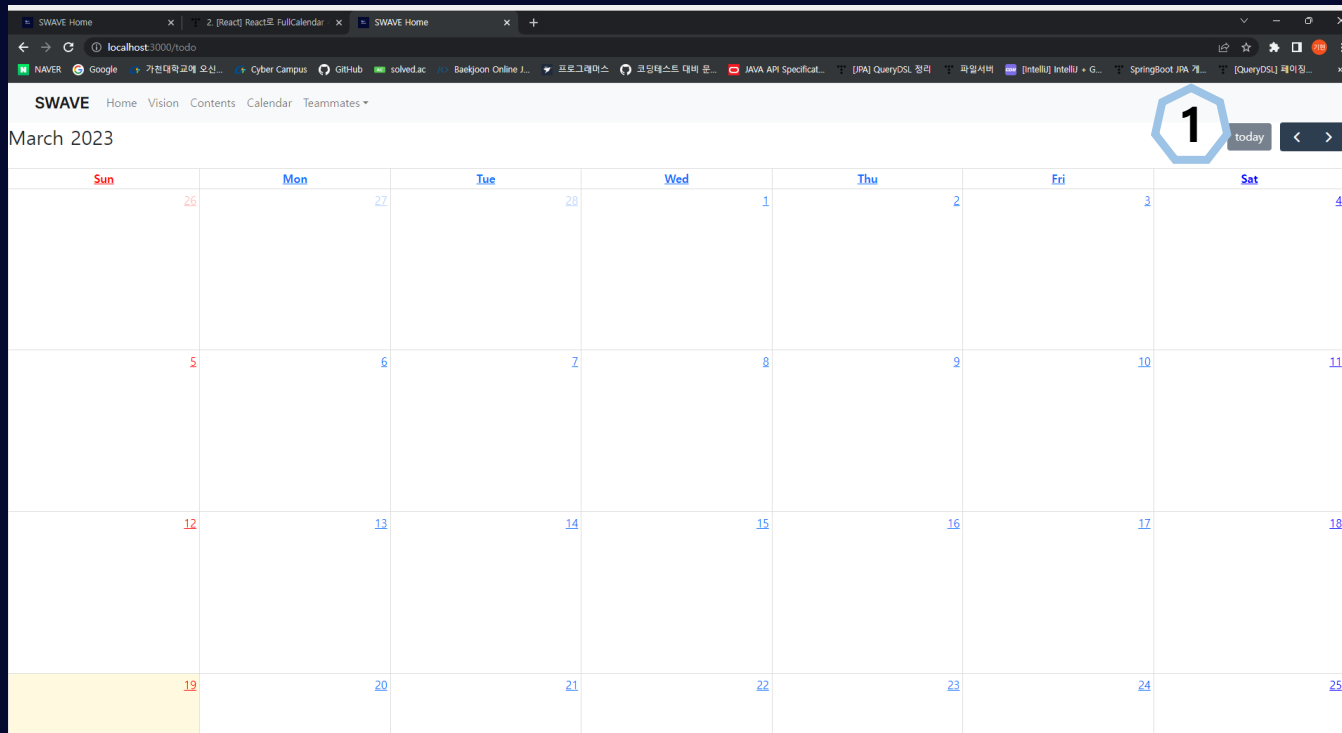 SWAVE Home
2. [React] React로 FullCalendar
SWAVE Home
localhost:3000/todo
기원
NAVER Google 가천대학교에 오신... Cyber Campus GitHub solved.ac Baekjoon Online J... 프로그래머스 코딩테스트 대비 문... JAVA API Specificat... [JPA] QueryDSL 정리 파일서버 [IntelliJ] IntelliJ + G... SpringBoot JPA 게... [QueryDSL] 페이징...
SWAVE Home Vision Contents Calendar Teammates
March 2023
1
today
Sun Mon Tue Wed Thu Fri Sat
26 27 28 1 2 3 4
5 6 7 8 9 10 11
12 13 14 15 16 17 18
19 20 21 22 23 24 25